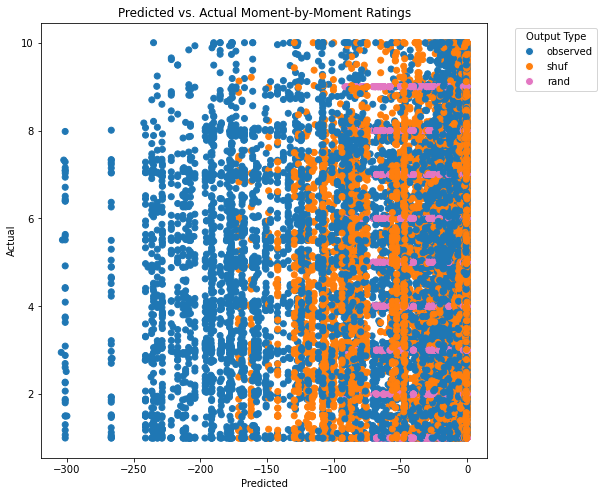 Predicted vs. Actual Moment-by-Moment Ratings
Output Type
observed
shuf
rand
10
8
6
4
2
Actual
−300
−250
−200
−150
−100
−50
0
Predicted